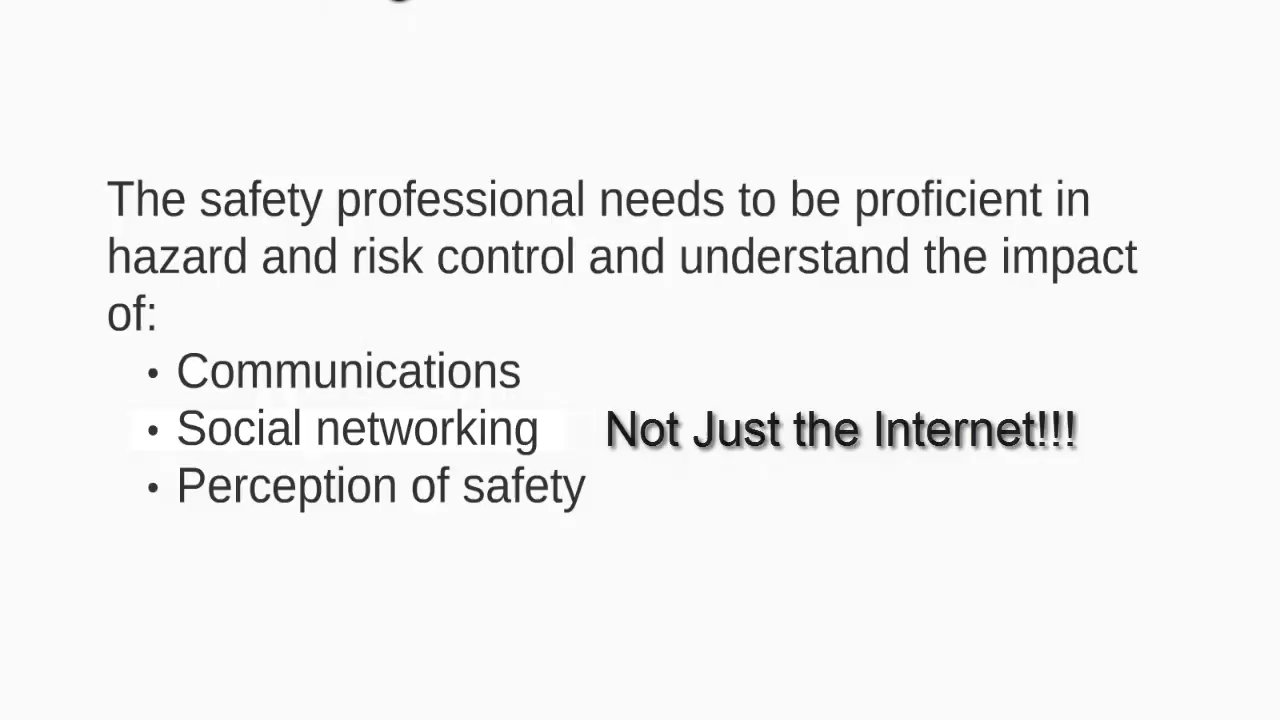 The safety professional needs to be proficient in
hazard and risk control and understand the impact
of:
• Communications
• Social networking Not Just the Internet!!!
• Perception of safety